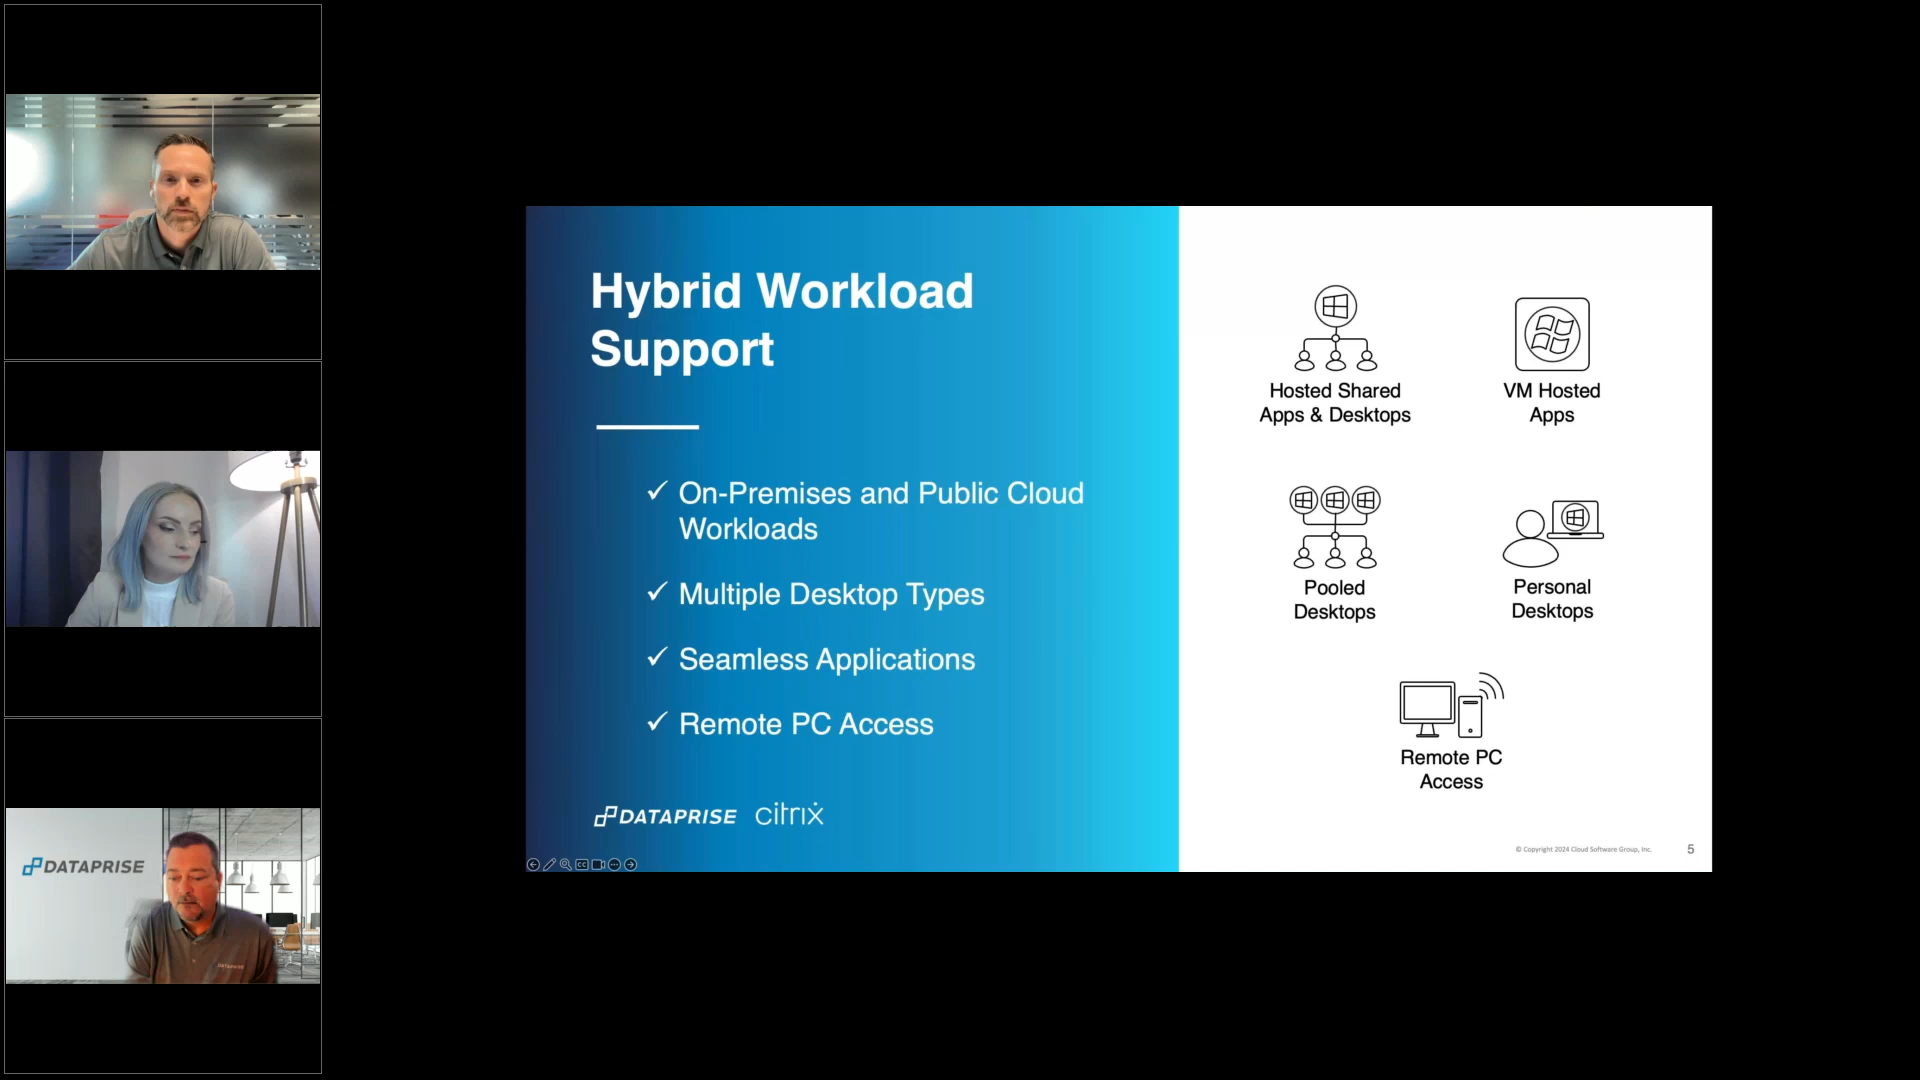 Hybrid Workload
Support
On-Premises and Public Cloud
Workloads
Multiple Desktop Types
Seamless Applications
Remote PC Access
DATAPRISE citrix
Hosted Shared
Apps & Desktops
VM Hosted
Apps
Pooled
Desktops
Personal
Desktops
Remote PC
Access
© Copyright 2024 Cloud Software Group, Inc.
5
CC
DATAPRISE
DATAPRISE